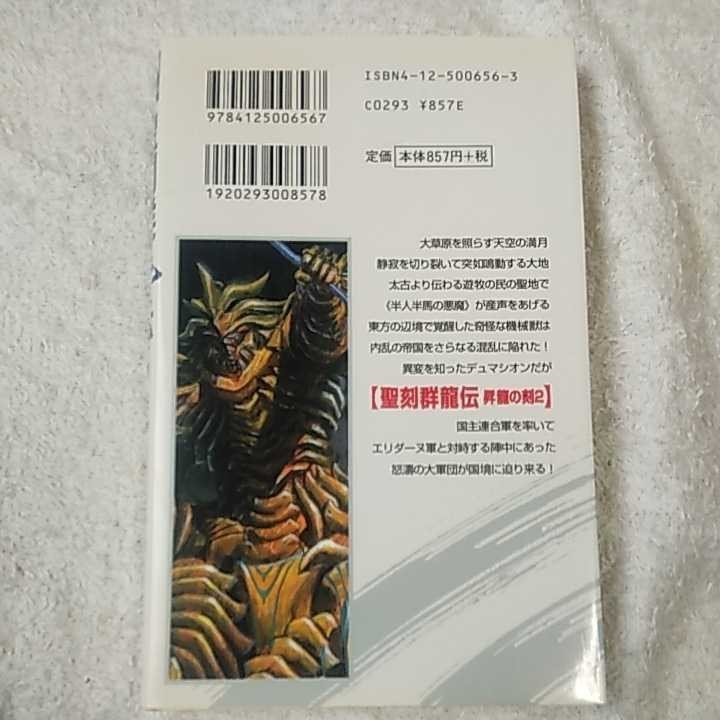 ISBN4-12-500656-3
9784125006567
C0293 ¥857E
定価 本体857円+税
1920293008578
大草原を照らす天空の満月
静寂を切り裂いて突如鳴動する大地
太古より伝わる遊牧の民の聖地で
《半人半馬の悪魔》が産声をあげる
東方の辺境で覚醒した奇怪な機械獣は
内乱の帝国をさらなる混乱に陥れた!
異変を知ったデュマシオンだが
【聖刻群龍伝 昇龍の刻2】
国主連合軍を率いて
エリダーヌ軍と対峙する陣中にあった
怒濤の大軍団が国境に迫り来る!